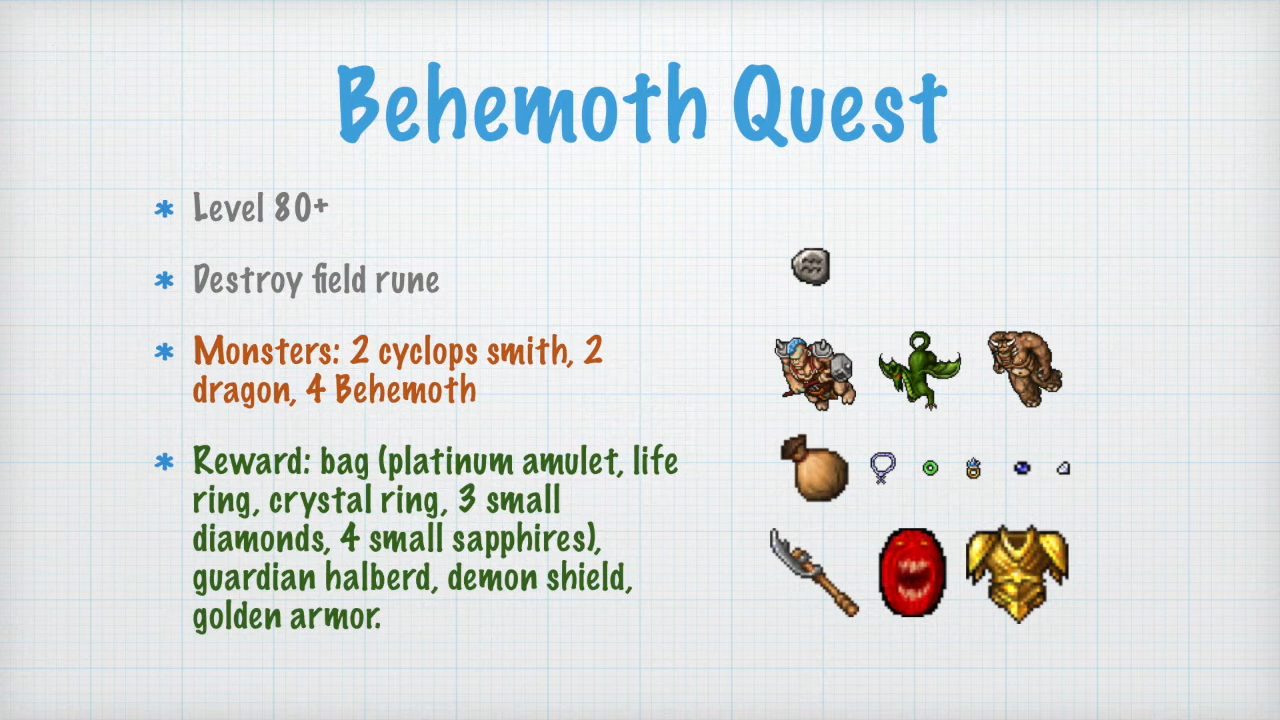 Behemoth Quest
* Level 80+
* Destroy field rune
* Monsters: 2 cyclops smith, 2
dragon, 4 Behemoth
* Reward: bag (platinum amulet, life
ring, crystal ring, 3 small
diamonds, 4 small sapphires),
guardian halberd, demon shield,
golden armor.